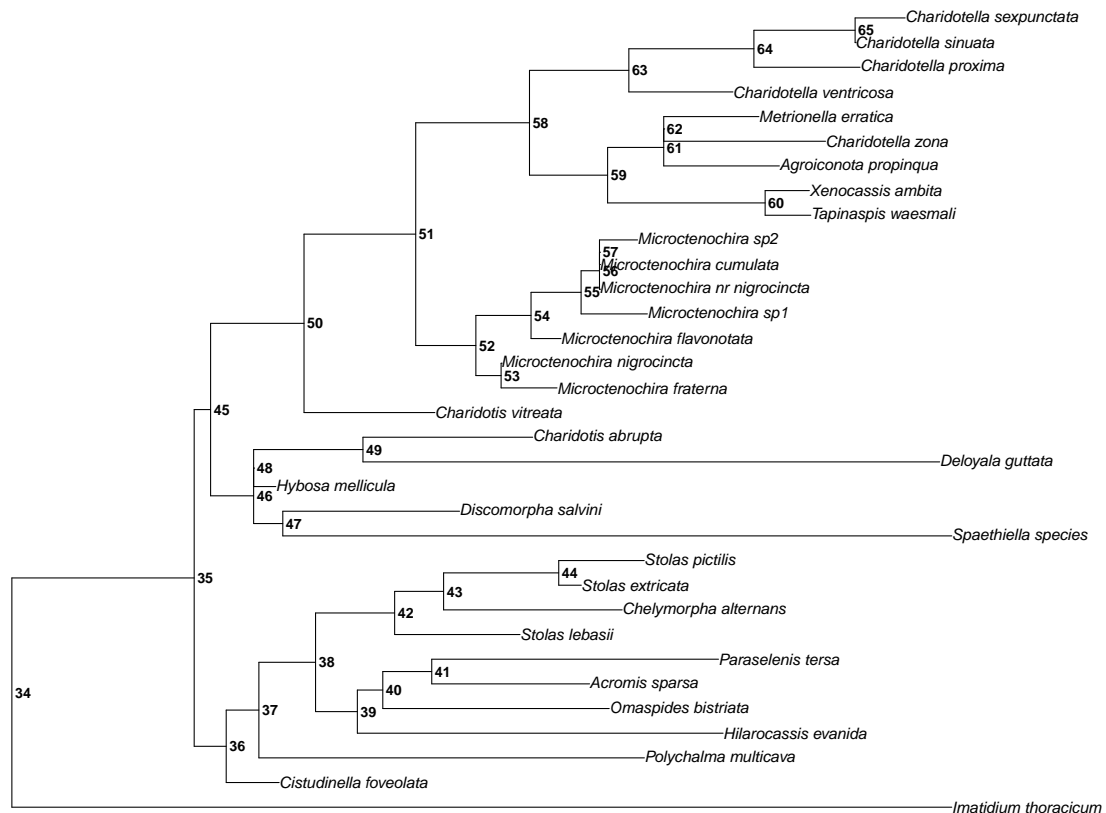 Charidotella sexpunctata
65
Charidotella sinuata
64
Charidotella proxima
63
Charidotella ventricosa
58
Metrionella erratica
62
Charidotella zona
61
Agroiconota propinqua
59
Xenocassis ambita
60
Tapinaspis waesmali
51
Microctenochira sp2
57
Microctenochira cumulata
56
Microctenochira nr nigrocincta
55
Microctenochira sp1
54
Microctenochira flavonotata
52
Microctenochira nigrocincta
53
Microctenochira fraterna
50
Charidotis vitreata
45
Charidotis abrupta
49
Deloyala guttata
48
Hybosa mellicula
46
Discomorpha salvini
47
Spaethiella species
35
Stolas pictilis
44
Stolas extricata
43
Chelymorpha alternans
42
Stolas lebasii
38
Paraselenis tersa
41
Acromis sparsa
40
Omaspides bistriata
39
Hilarocassis evanida
37
Polychalma multicava
36
Cistudinella foveolata
34
Imatidium thoracicum